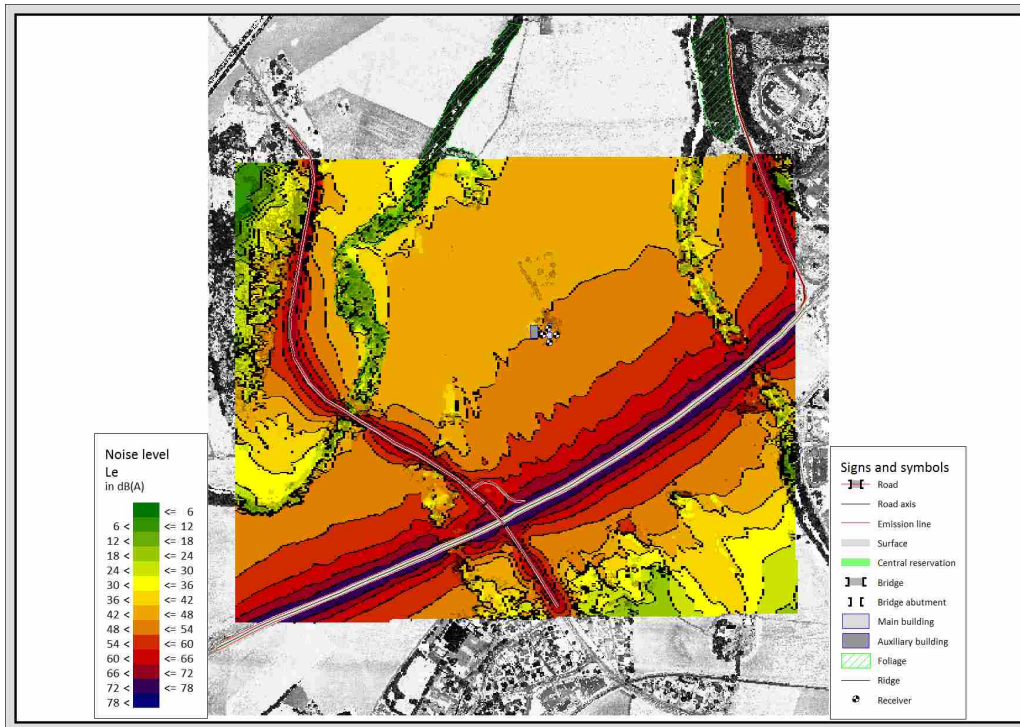 Noise level
Le
in dB(A)
<= 6
6 < <= 12
12 < <= 18
18 < <= 24
24 < <= 30
30 < <= 36
36 < <= 42
42 < <= 48
48 < <= 54
54 < <= 60
60 < <= 66
66 < <= 72
72 < <= 78
78 <
Signs and symbols
Road
Road axis
Emission line
Surface
Central reservation
Bridge
Bridge abutment
Main building
Auxiliary building
Foliage
Ridge
Receiver